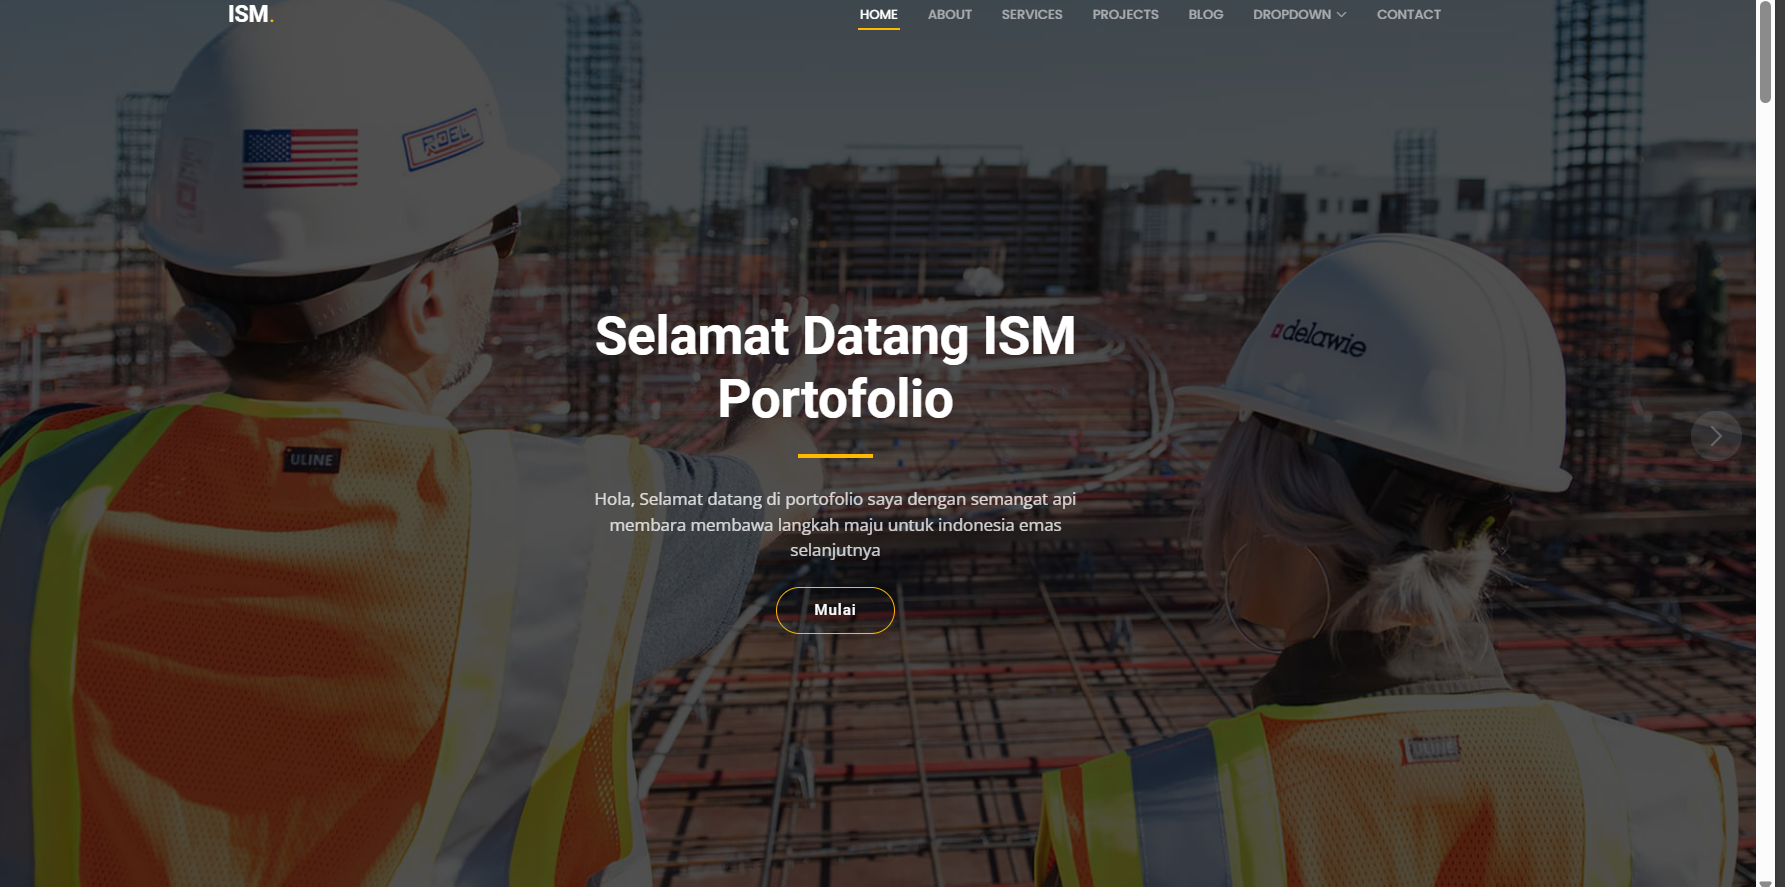 ISM.
HOME ABOUT SERVICES PROJECTS BLOG DROPDOWN CONTACT
ROEL
delawie
Selamat Datang ISM
Portofolio
ULINE
Hola, Selamat datang di portofolio saya dengan semangat api
membara membawa langkah maju untuk indonesia emas
selanjutnya
Mulai
ULINE